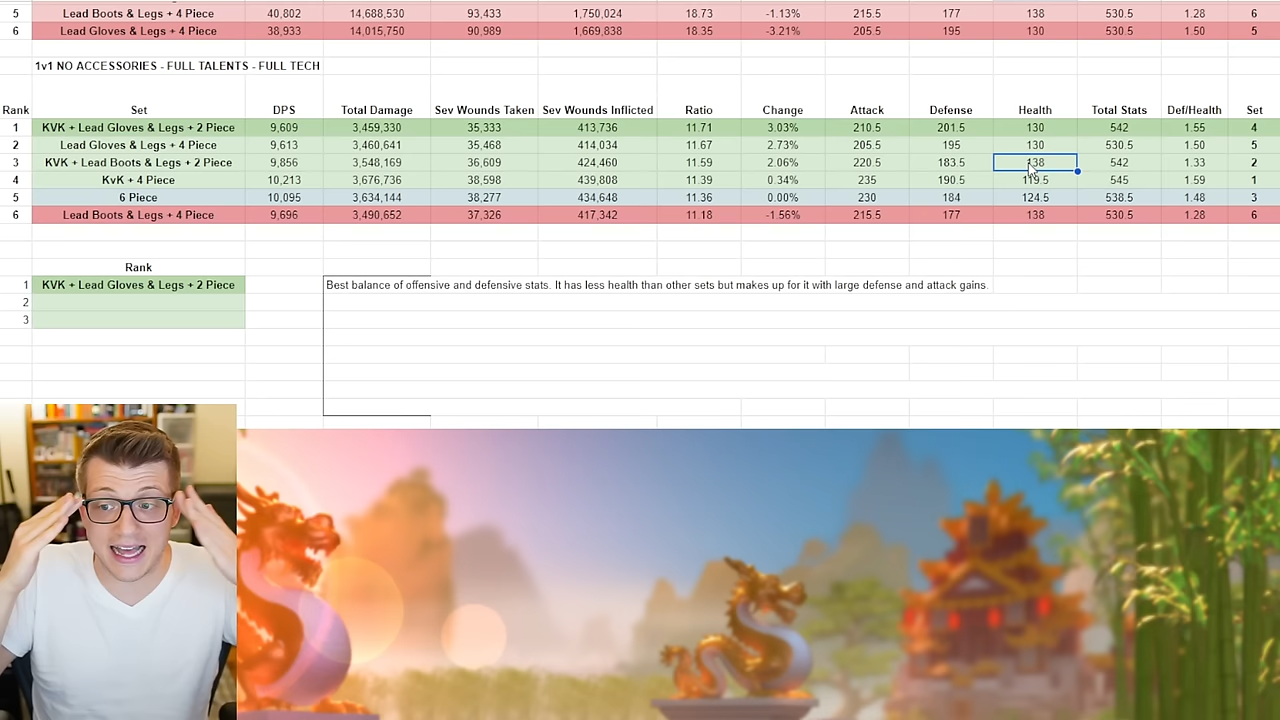 5 Lead Boots & Legs + 4 Piece 40,802 14,688,530 93,433 1,750,024 18.73 -1.13% 215.5 177 138 530.5 1.28 6
6 Lead Gloves & Legs + 4 Piece 38,933 14,015,750 90,989 1,669,838 18.35 -3.21% 205.5 195 130 530.5 1.50 5
1v1 NO ACCESSORIES - FULL TALENTS - FULL TECH
Rank Set DPS Total Damage Sev Wounds Taken Sev Wounds Inflicted Ratio Change Attack Defense Health Total Stats Def/Health Set
1 KVK + Lead Gloves & Legs + 2 Piece 9,609 3,459,330 35,333 413,736 11.71 3.03% 210.5 201.5 130 542 1.55 4
2 Lead Gloves & Legs + 4 Piece 9,613 3,460,641 35,468 414,034 11.67 2.73% 205.5 195 130 530.5 1.50 5
3 KVK + Lead Boots & Legs + 2 Piece 9,856 3,548,169 36,609 424,460 11.59 2.06% 220.5 183.5 138 542 1.33 2
4 KvK + 4 Piece 10,213 3,676,736 38,598 439,808 11.39 0.34% 235 190.5 119.5 545 1.59 1
5 6 Piece 10,095 3,634,144 38,277 434,648 11.36 0.00% 230 184 124.5 538.5 1.48 3
6 Lead Boots & Legs + 4 Piece 9,696 3,490,652 37,326 417,342 11.18 -1.56% 215.5 177 138 530.5 1.28 6
Rank
1 KVK + Lead Gloves & Legs + 2 Piece Best balance of offensive and defensive stats. It has less health than other sets but makes up for it with large defense and attack gains.
2
3